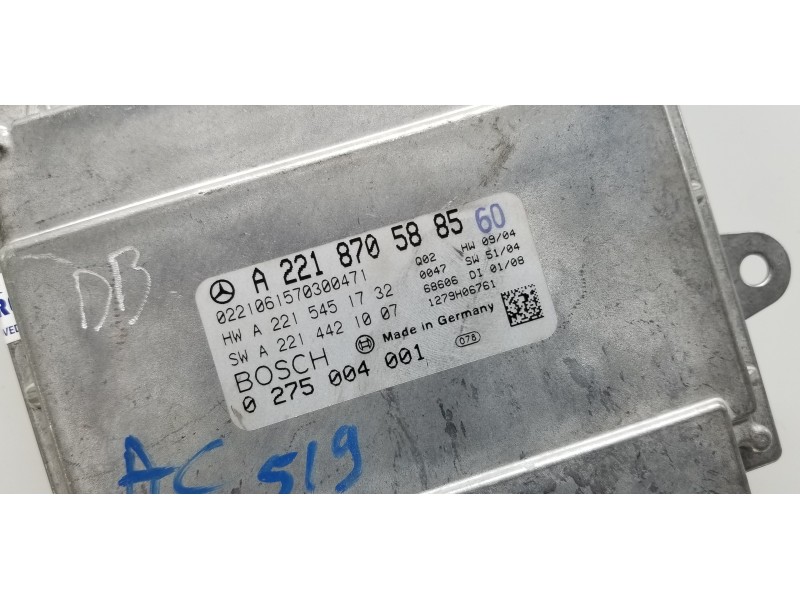 A 221 870 58 85 60
0221061570300471
HW A 221 545 17 32
SW A 221 442 10 07
Q02 HW 09/04
0047 SW 51/04
68606 DI 01/08
1279H06761
BOSCH Made in Germany
0 275 004 001 078
DB
AC 519
R
VED